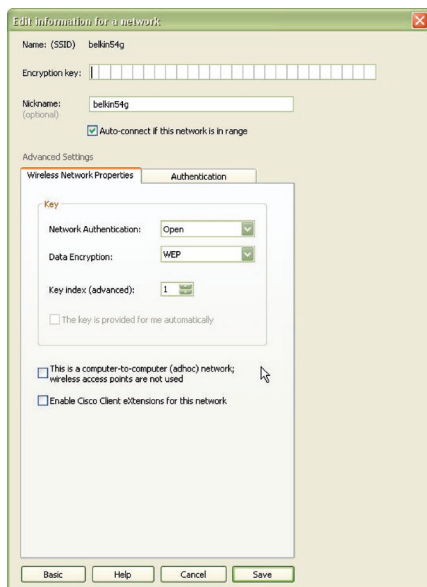 Edit information for a network
Name: (SSID) belkin54g
Encryption key:
Nickname: belkin54g
(optional)
Auto-connect if this network is in range
Advanced Settings
Wireless Network Properties Authentication
Key
Network Authentication: Open
Data Encryption: WEP
Key index (advanced): 1
The key is provided for me automatically
This is a computer-to-computer (adhoc) network;
wireless access points are not used
Enable Cisco Client eXtensions for this network
Basic Help Cancel Save